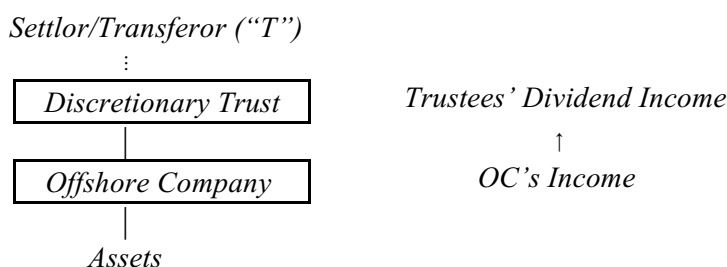 Settlor/Transferor (“T”)
⋮
Discretionary Trust
Trustees’ Dividend Income
↑
Offshore Company
OC’s Income
Assets